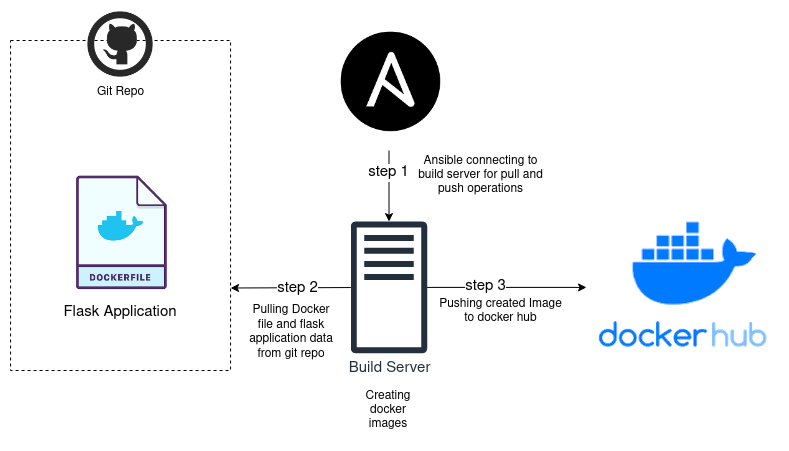 Git Repo
DOCKERFILE
Flask Application
step 1
Ansible connecting to
build server for pull and
push operations
step 2
Pulling Docker
file and flask
application data
from git repo
Build Server
Creating
docker
images
step 3
Pushing created Image
to docker hub
dockerhub